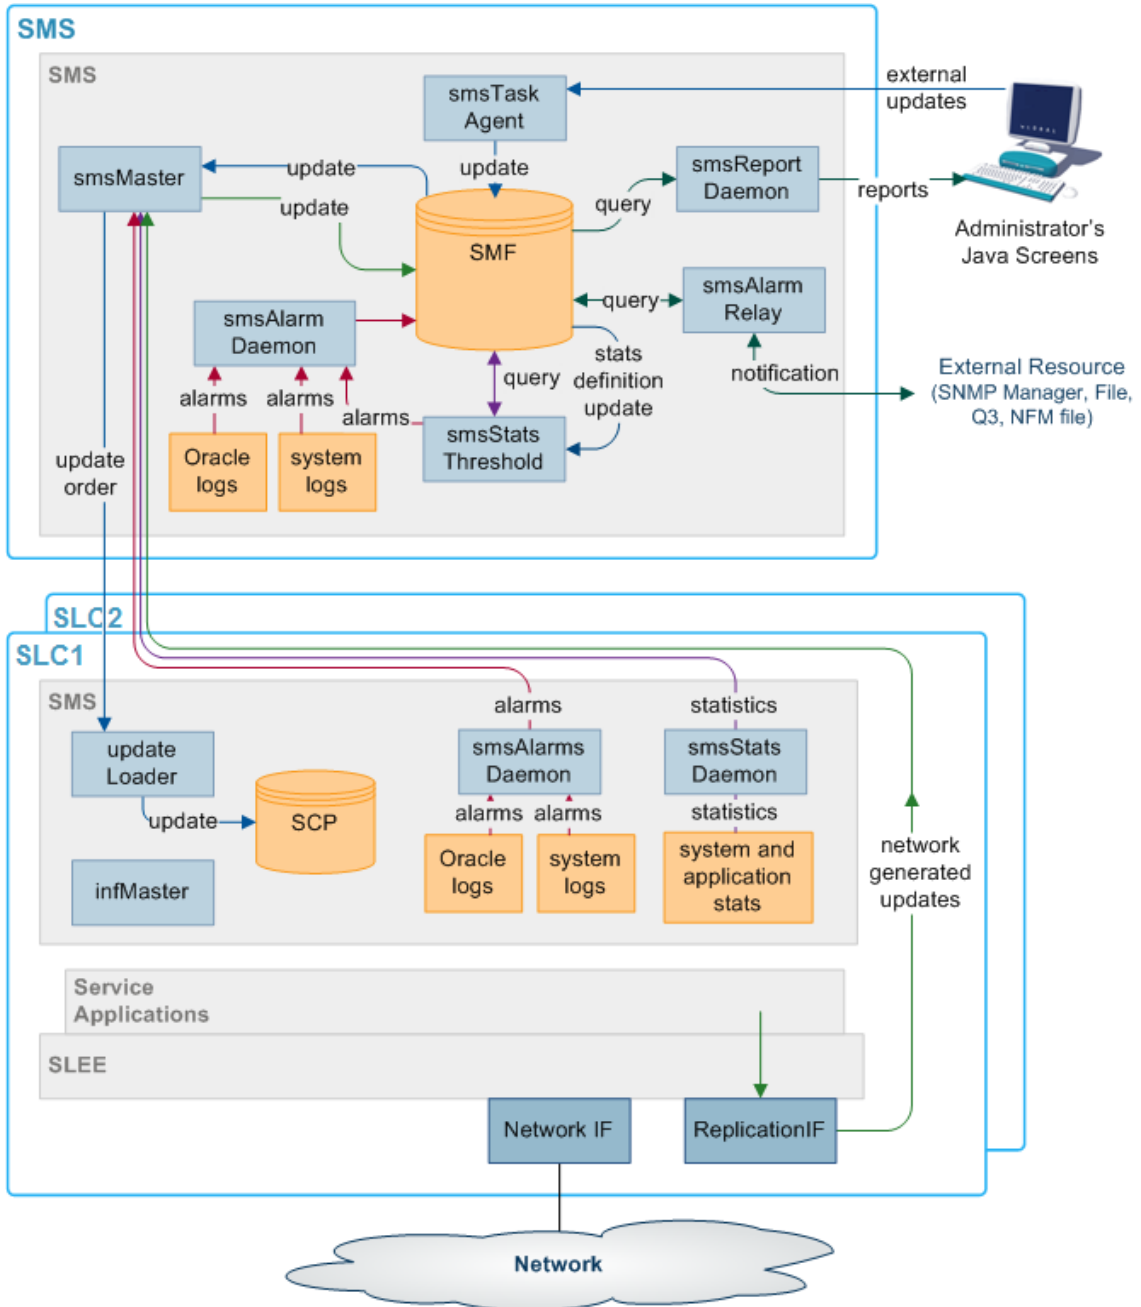 SMS
SMS
smsTask
Agent
external
updates
smsMaster
update
update
update
smsReport
Daemon
reports
query
SMF
Administrator's
Java Screens
smsAlarm
Daemon
query
smsAlarm
Relay
alarms
alarms
alarms
query
stats
definition
update
notification
External Resource
(SNMP Manager, File,
Q3, NFM file)
Oracle
logs
system
logs
smsStats
Threshold
update
order
SLC2
SLC1
SMS
alarms
statistics
update
Loader
smsAlarms
Daemon
smsStats
Daemon
update
SCP
alarms
alarms
statistics
Oracle
logs
system
logs
system and
application
stats
network
generated
updates
infMaster
Service
Applications
SLEE
Network IF
ReplicationIF
Network